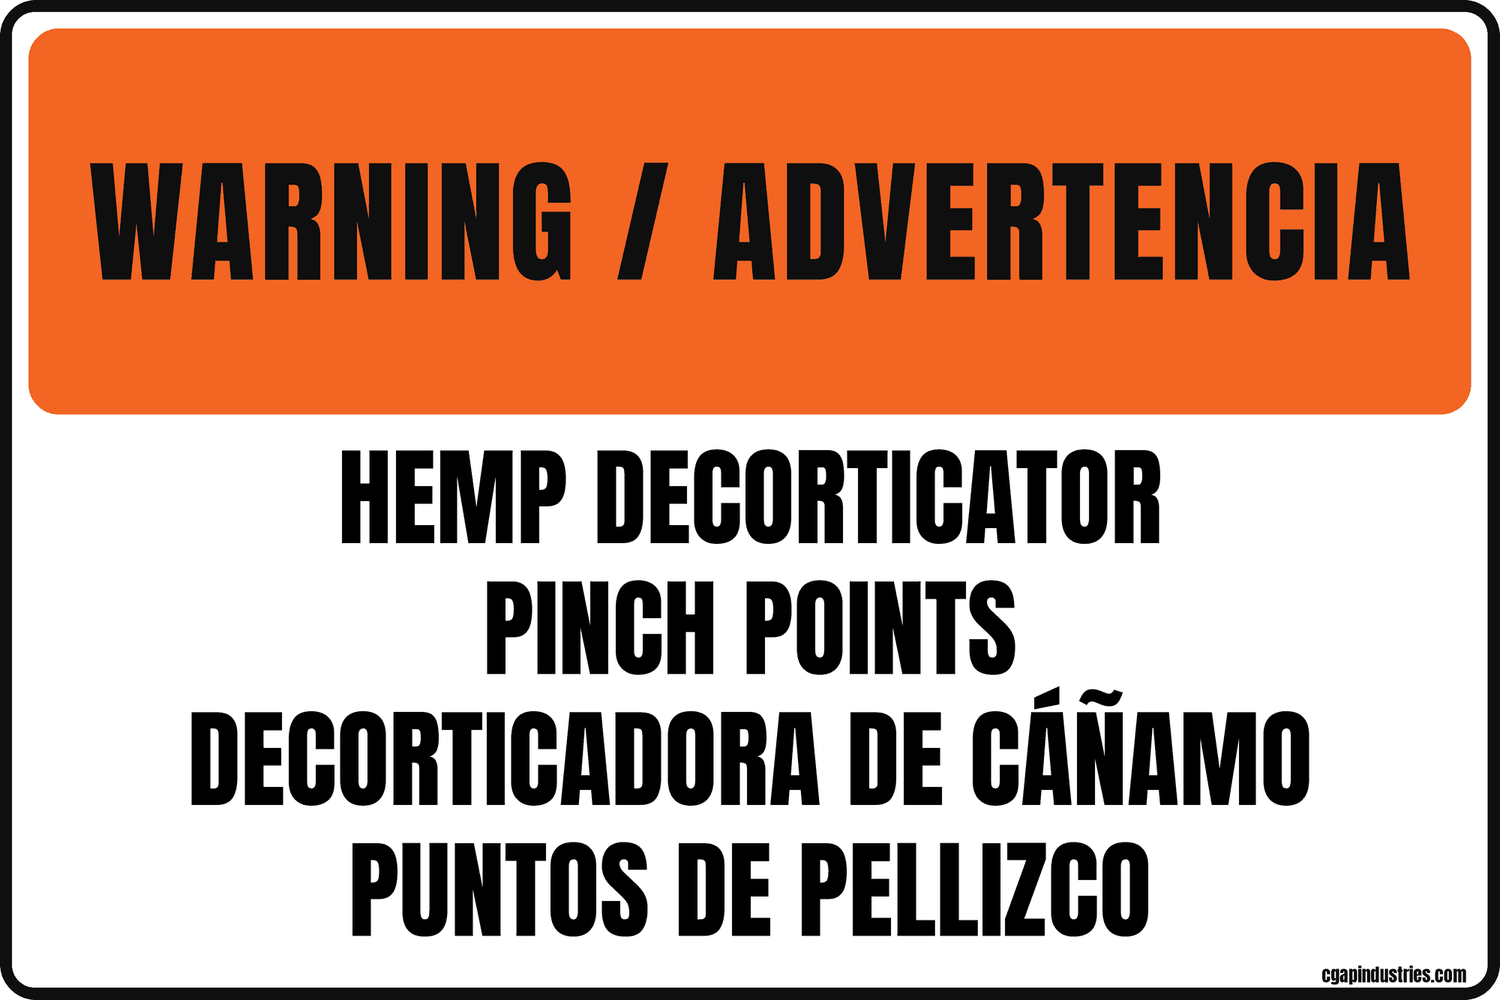 WARNING / ADVERTENCIA
HEMP DECORTICATOR
PINCH POINTS
DECORTICADORA DE CÁÑAMO
PUNTOS DE PELLIZCO
cgapindustries.com